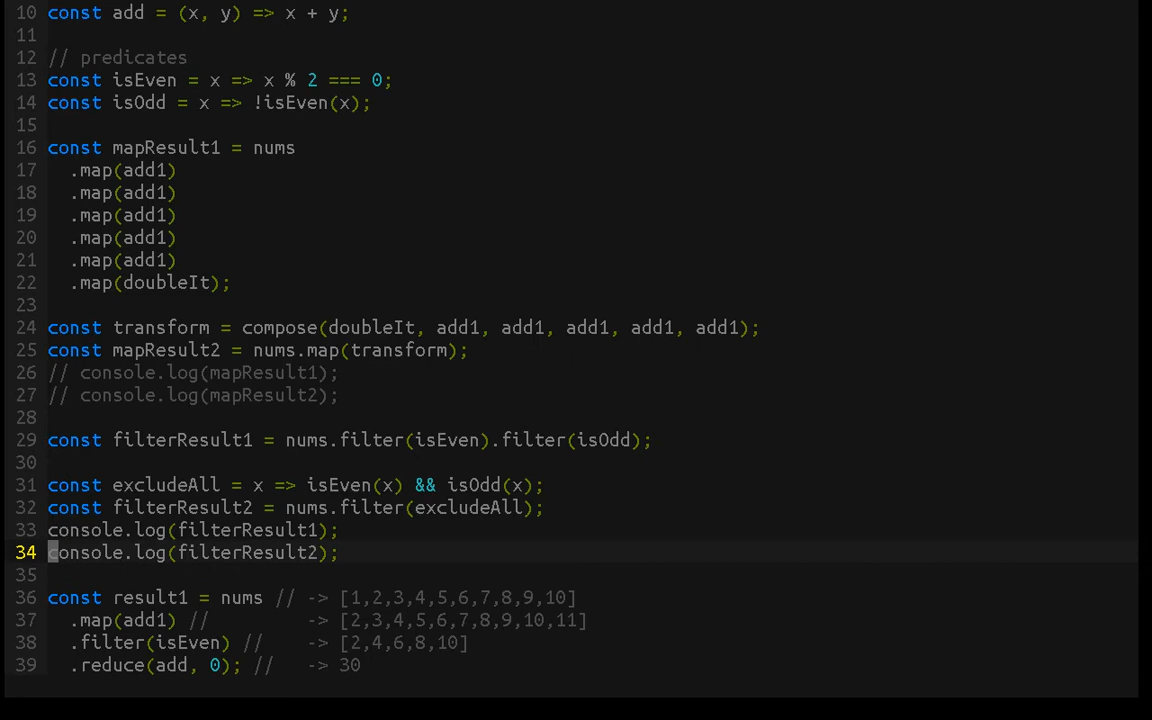 10 const add = (x, y) => x + y;
11
12 // predicates
13 const isEven = x => x % 2 === 0;
14 const isOdd = x => !isEven(x);
15
16 const mapResult1 = nums
17   .map(add1)
18   .map(add1)
19   .map(add1)
20   .map(add1)
21   .map(add1)
22   .map(doubleIt);
23
24 const transform = compose(doubleIt, add1, add1, add1, add1, add1);
25 const mapResult2 = nums.map(transform);
26 // console.log(mapResult1);
27 // console.log(mapResult2);
28
29 const filterResult1 = nums.filter(isEven).filter(isOdd);
30
31 const excludeAll = x => isEven(x) && isOdd(x);
32 const filterResult2 = nums.filter(excludeAll);
33 console.log(filterResult1);
34 console.log(filterResult2);
35
36 const result1 = nums // -> [1,2,3,4,5,6,7,8,9,10]
37   .map(add1) //         -> [2,3,4,5,6,7,8,9,10,11]
38   .filter(isEven) //    -> [2,4,6,8,10]
39   .reduce(add, 0); //   -> 30